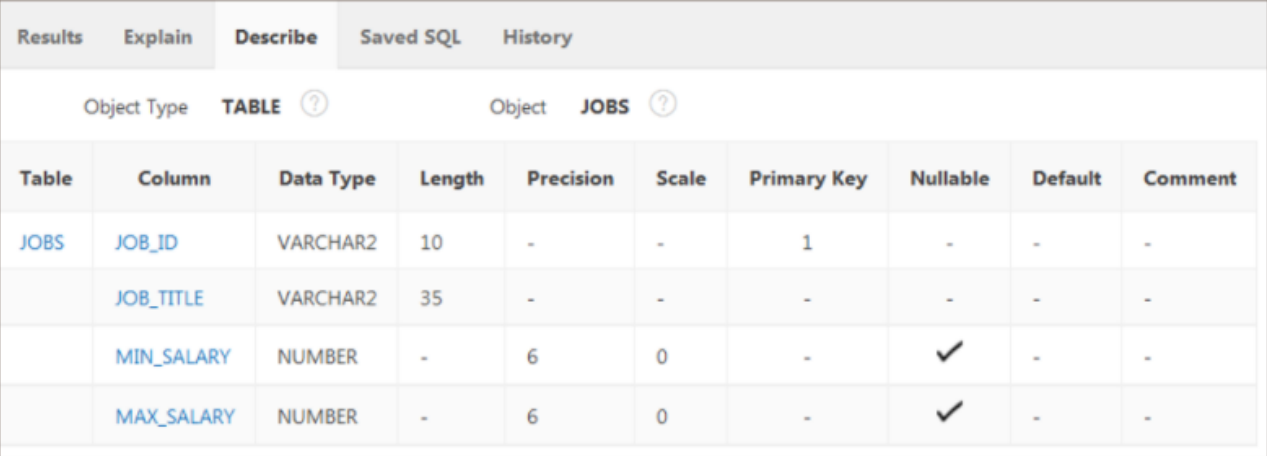 Results Explain Describe Saved SQL History
Object Type TABLE ? Object JOBS ?
Table Column Data Type Length Precision Scale Primary Key Nullable Default Comment
JOBS JOB_ID VARCHAR2 10 - - 1 - - -
JOB_TITLE VARCHAR2 35 - - - - - -
MIN_SALARY NUMBER - 6 0 - ✓ - -
MAX_SALARY NUMBER - 6 0 - ✓ - -